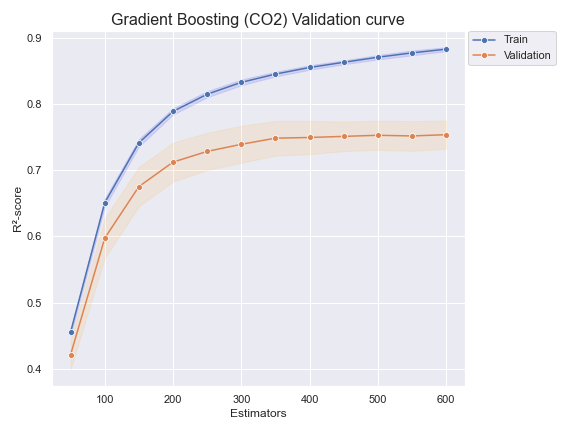 Gradient Boosting (CO2) Validation curve
Train
Validation
R²-score
0.9
0.8
0.7
0.6
0.5
0.4
100 200 300 400 500 600
Estimators